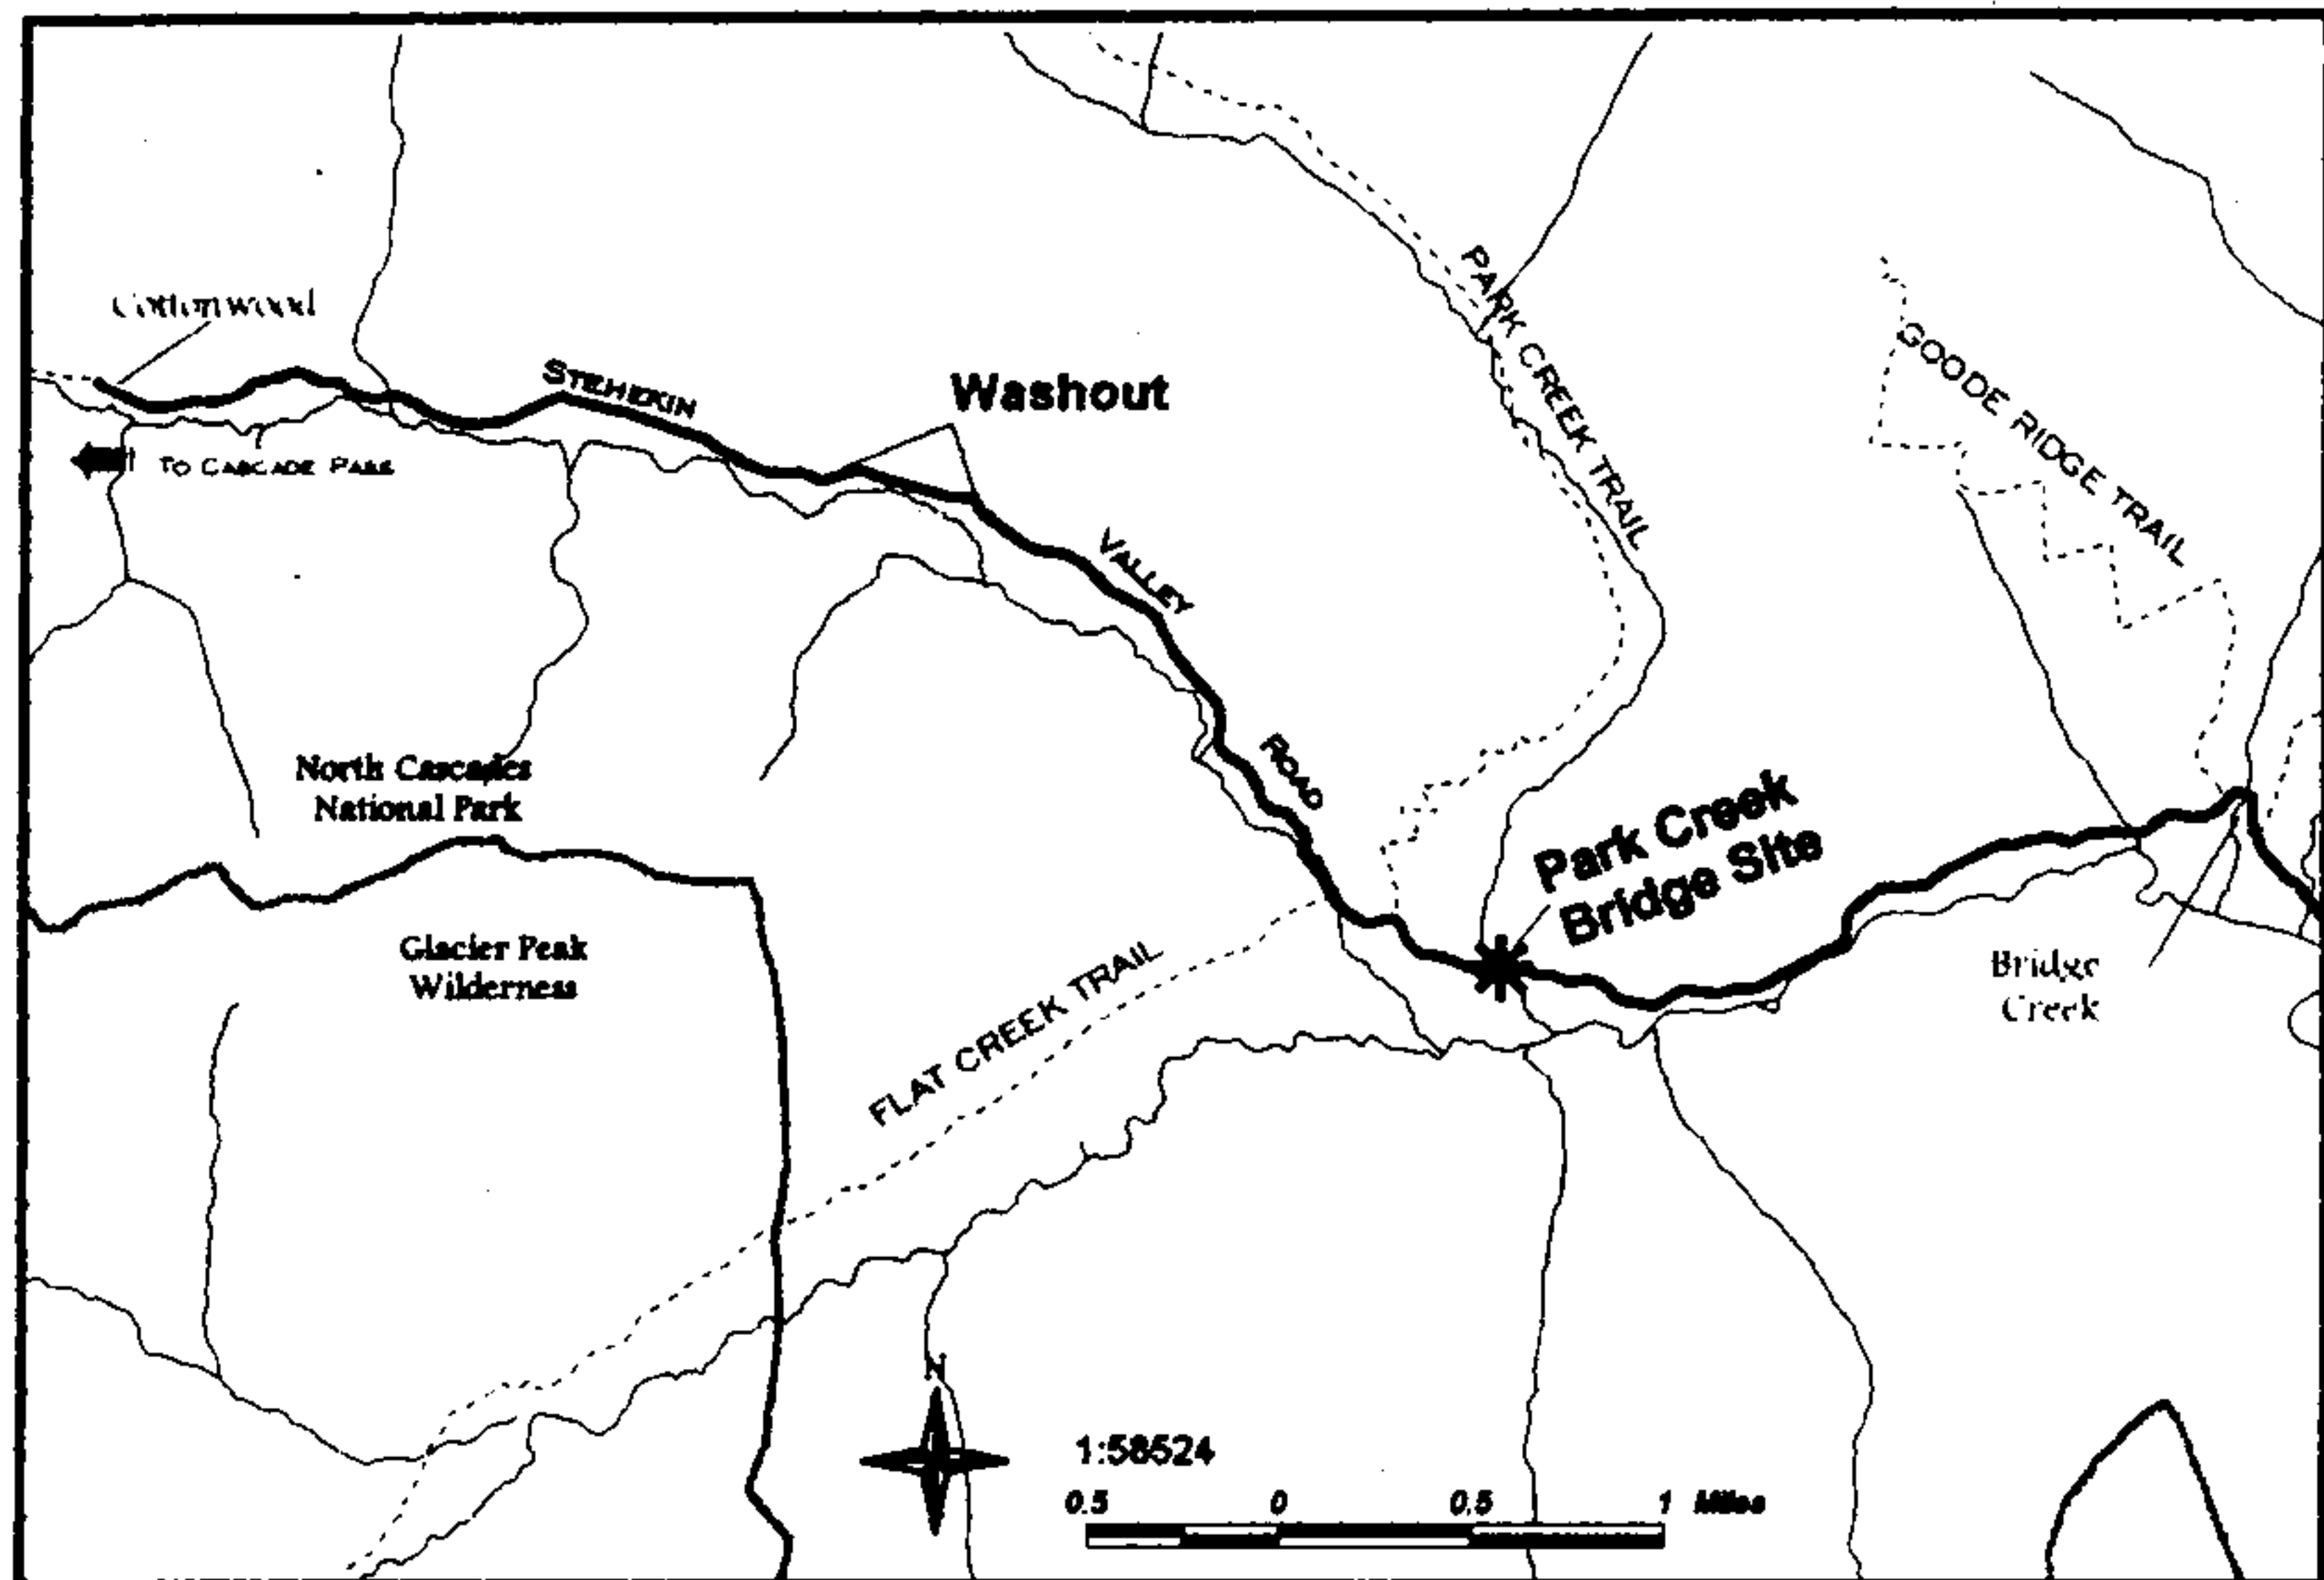 Cottonwood
STEHEKIN
Washout
TO CASCADE PASS
VALLEY
ROAD
PARK CREEK TRAIL
GOODE RIDGE TRAIL
North Cascades
National Park
Park Creek
Bridge Site
Glacier Peak
Wilderness
FLAT CREEK TRAIL
Bridge
Creek
N
1:58524
0.5 0 0.5 1 Miles